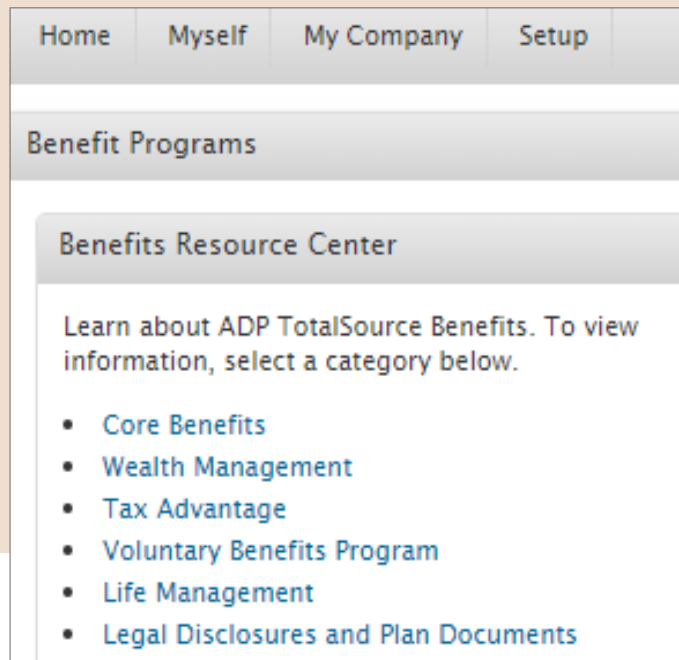 Home Myself My Company Setup
Benefit Programs
Benefits Resource Center
Learn about ADP TotalSource Benefits. To view
information, select a category below.
• Core Benefits
• Wealth Management
• Tax Advantage
• Voluntary Benefits Program
• Life Management
• Legal Disclosures and Plan Documents